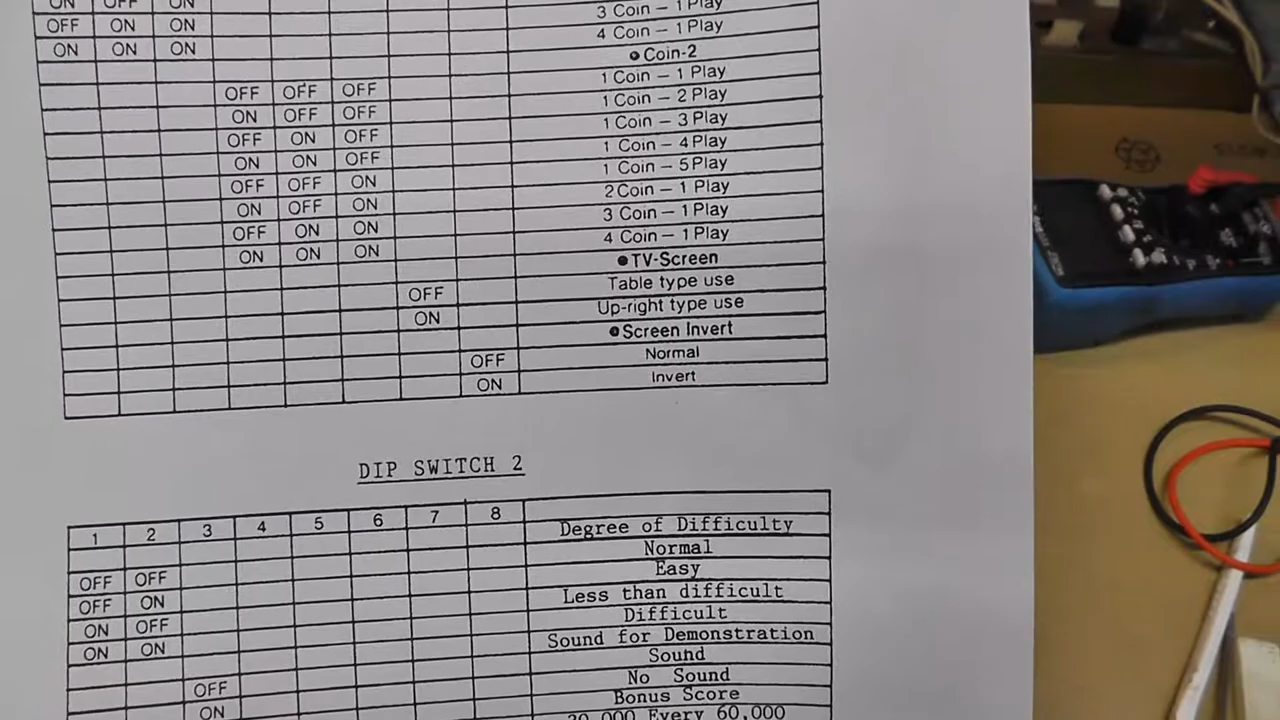 ON OFF ON
OFF ON ON 3 Coin – 1 Play
ON ON ON 4 Coin – 1 Play
●Coin-2
OFF OFF OFF 1 Coin – 1 Play
ON OFF OFF 1 Coin – 2 Play
OFF ON OFF 1 Coin – 3 Play
ON ON OFF 1 Coin – 4 Play
OFF OFF ON 1 Coin – 5 Play
ON OFF ON 2 Coin – 1 Play
OFF ON ON 3 Coin – 1 Play
ON ON ON 4 Coin – 1 Play
●TV-Screen
OFF Table type use
ON Up-right type use
●Screen Invert
OFF Normal
ON Invert
DIP SWITCH 2
1 2 3 4 5 6 7 8
Degree of Difficulty
OFF OFF Normal
OFF ON Easy
ON OFF Less than difficult
ON ON Difficult
Sound for Demonstration
OFF Sound
ON No Sound
Bonus Score
20,000 Every 60,000